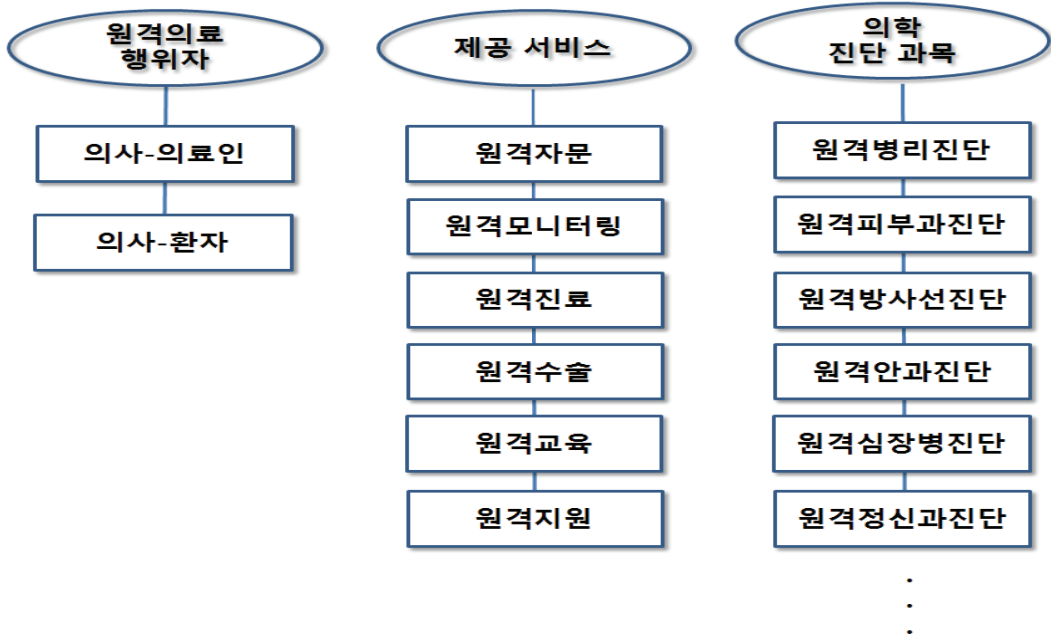 원격의료
행위자
의사-의료인
의사-환자
제공 서비스
원격자문
원격모니터링
원격진료
원격수술
원격교육
원격지원
의학
진단 과목
원격병리진단
원격피부과진단
원격방사선진단
원격안과진단
원격심장병진단
원격정신과진단
.
.
.